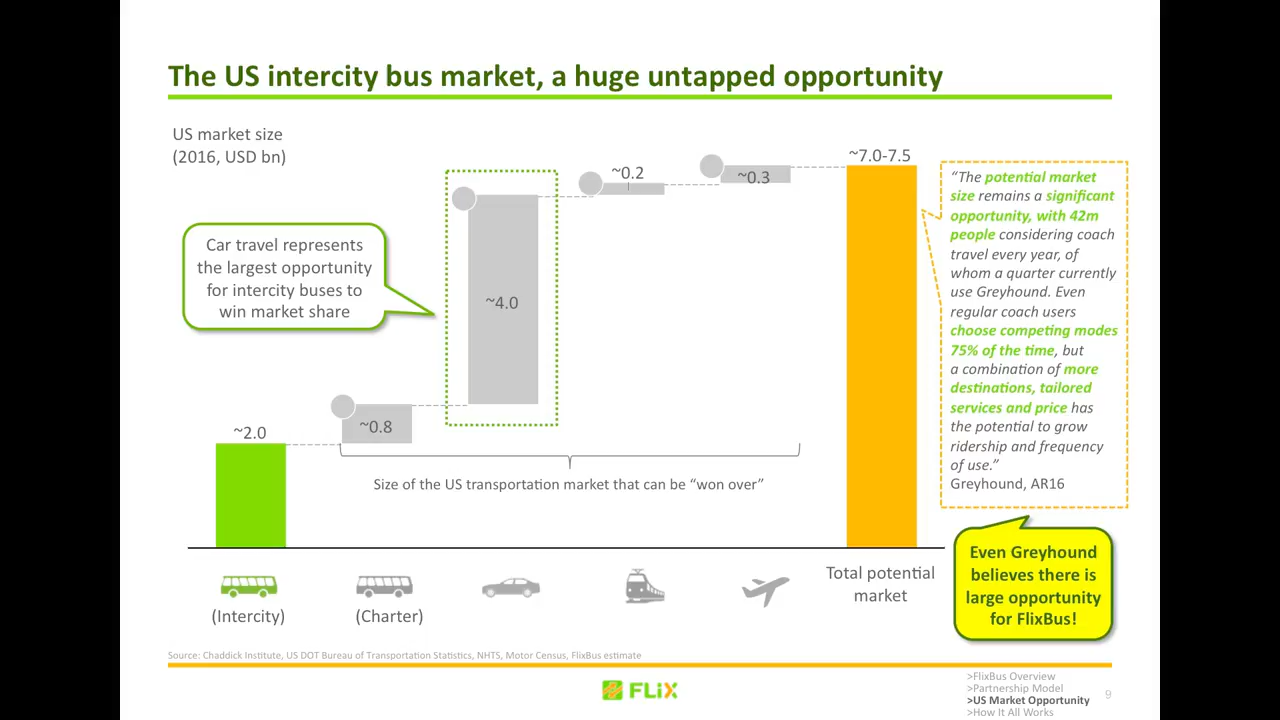 The US intercity bus market, a huge untapped opportunity
US market size
(2016, USD bn)
Car travel represents
the largest opportunity
for intercity buses to
win market share
~2.0
~0.8
~4.0
~0.2
~0.3
~7.0-7.5
Size of the US transportation market that can be “won over”
(Intercity)
(Charter)
Total potential
market
“The potential market
size remains a significant
opportunity, with 42m
people considering coach
travel every year, of
whom a quarter currently
use Greyhound. Even
regular coach users
choose competing modes
75% of the time, but
a combination of more
destinations, tailored
services and price has
the potential to grow
ridership and frequency
of use.”
Greyhound, AR16
Even Greyhound
believes there is
large opportunity
for FlixBus!
Source: Chaddick Institute, US DOT Bureau of Transportation Statistics, NHTS, Motor Census, FlixBus estimate
FLiX
>FlixBus Overview
>Partnership Model
>US Market Opportunity
>How It All Works
9